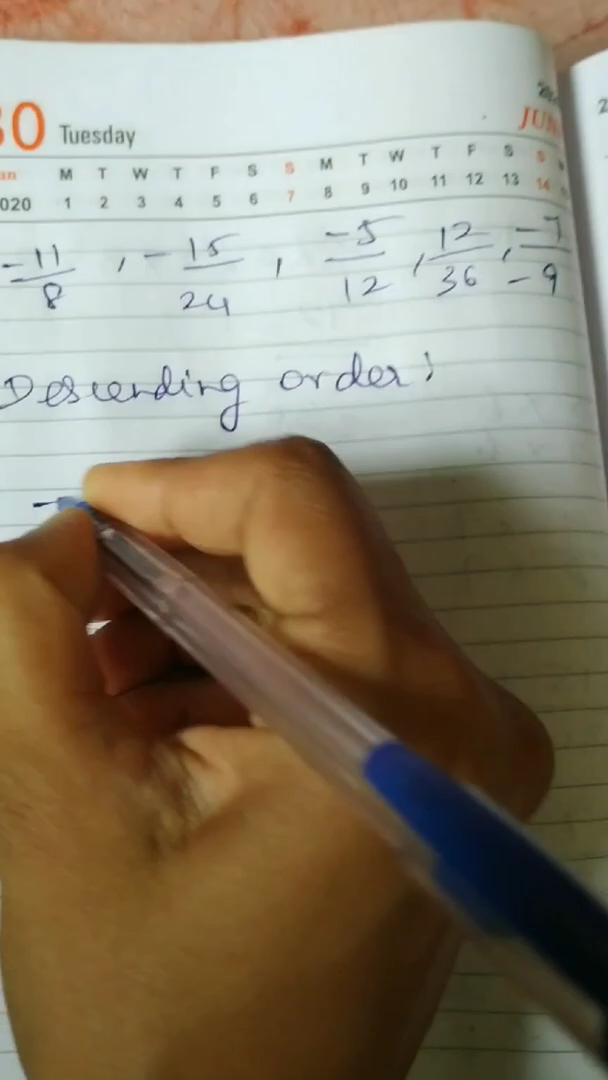 30 Tuesday
JUN
M T W T F S S M T W T F S S
2020 1 2 3 4 5 6 7 8 9 10 11 12 13 14
-11/8 , -15/24 , -5/12 , 12/36 , -7/-9
Descending order: